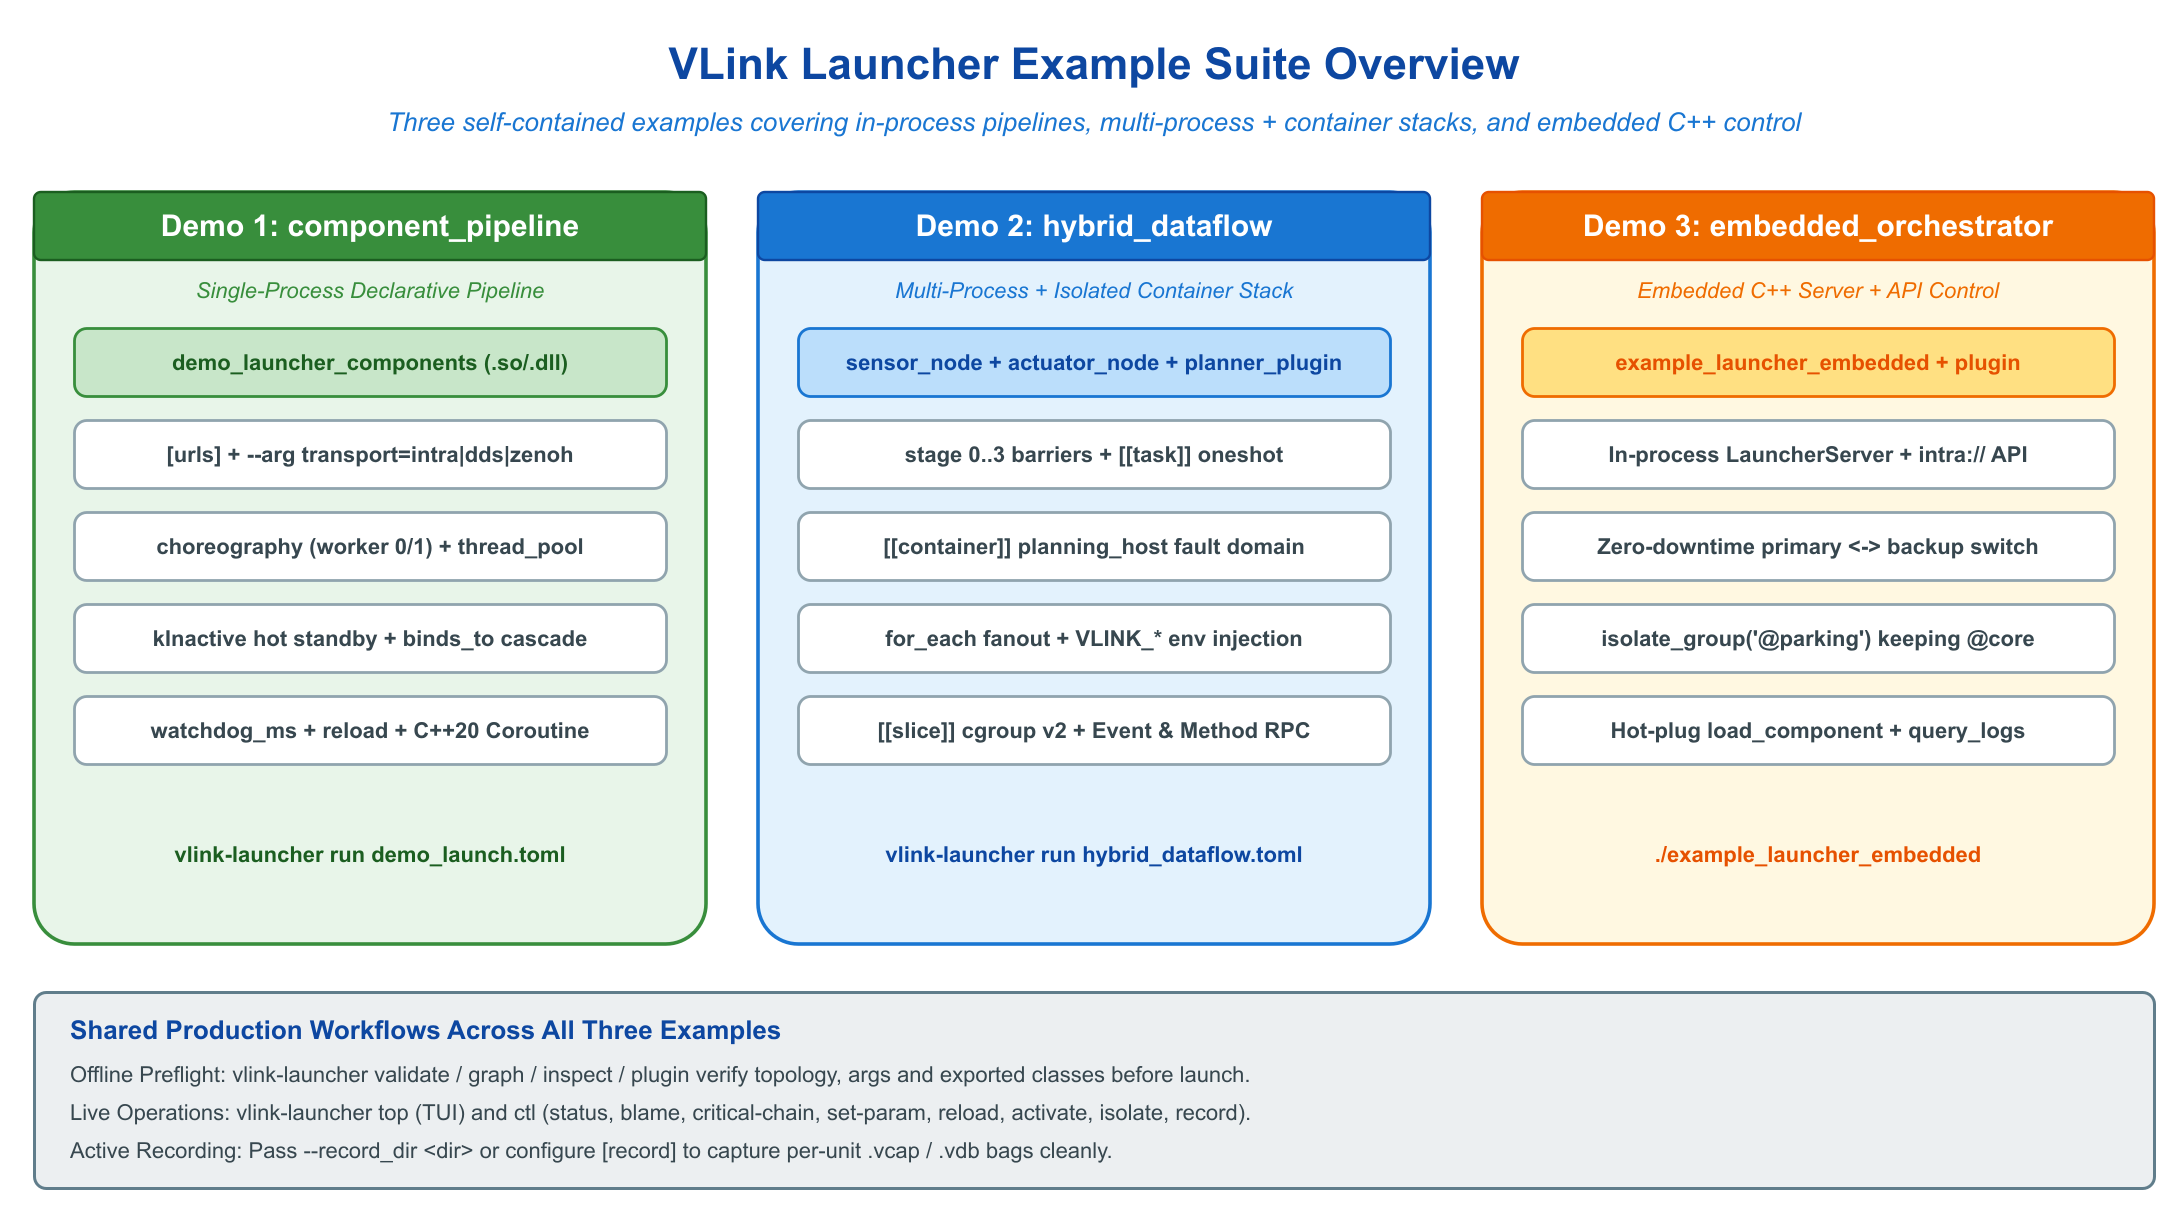 VLink Launcher Example Suite Overview
Three self-contained examples covering in-process pipelines, multi-process + container stacks, and embedded C++ control
Demo 1: component_pipeline
Single-Process Declarative Pipeline
demo_launcher_components (.so/.dll)
[urls] + --arg transport=intra|dds|zenoh
choreography (worker 0/1) + thread_pool
kInactive hot standby + binds_to cascade
watchdog_ms + reload + C++20 Coroutine
vlink-launcher run demo_launch.toml
Demo 2: hybrid_dataflow
Multi-Process + Isolated Container Stack
sensor_node + actuator_node + planner_plugin
stage 0..3 barriers + [[task]] oneshot
[[container]] planning_host fault domain
for_each fanout + VLINK_* env injection
[[slice]] cgroup v2 + Event & Method RPC
vlink-launcher run hybrid_dataflow.toml
Demo 3: embedded_orchestrator
Embedded C++ Server + API Control
example_launcher_embedded + plugin
In-process LauncherServer + intra:// API
Zero-downtime primary <-> backup switch
isolate_group('@parking') keeping @core
Hot-plug load_component + query_logs
./example_launcher_embedded
Shared Production Workflows Across All Three Examples
Offline Preflight: vlink-launcher validate / graph / inspect / plugin verify topology, args and exported classes before launch.
Live Operations: vlink-launcher top (TUI) and ctl (status, blame, critical-chain, set-param, reload, activate, isolate, record).
Active Recording: Pass --record_dir <dir> or configure [record] to capture per-unit .vcap / .vdb bags cleanly.